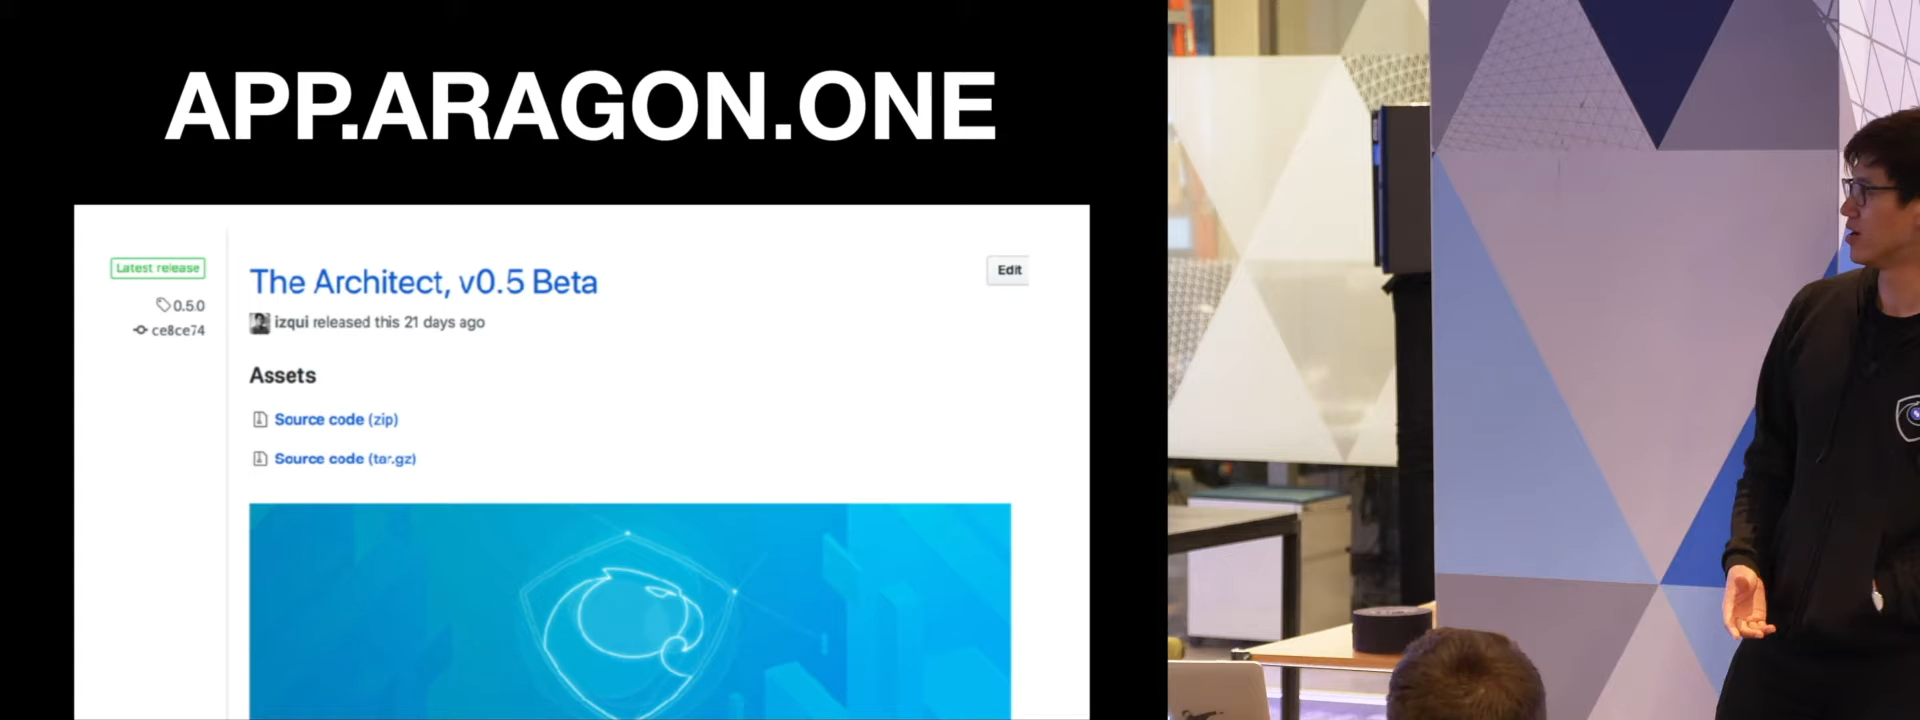 APP.ARAGON.ONE
Latest release
0.5.0
ce8ce74
The Architect, v0.5 Beta
Edit
izqui released this 21 days ago
Assets
Source code (zip)
Source code (tar.gz)